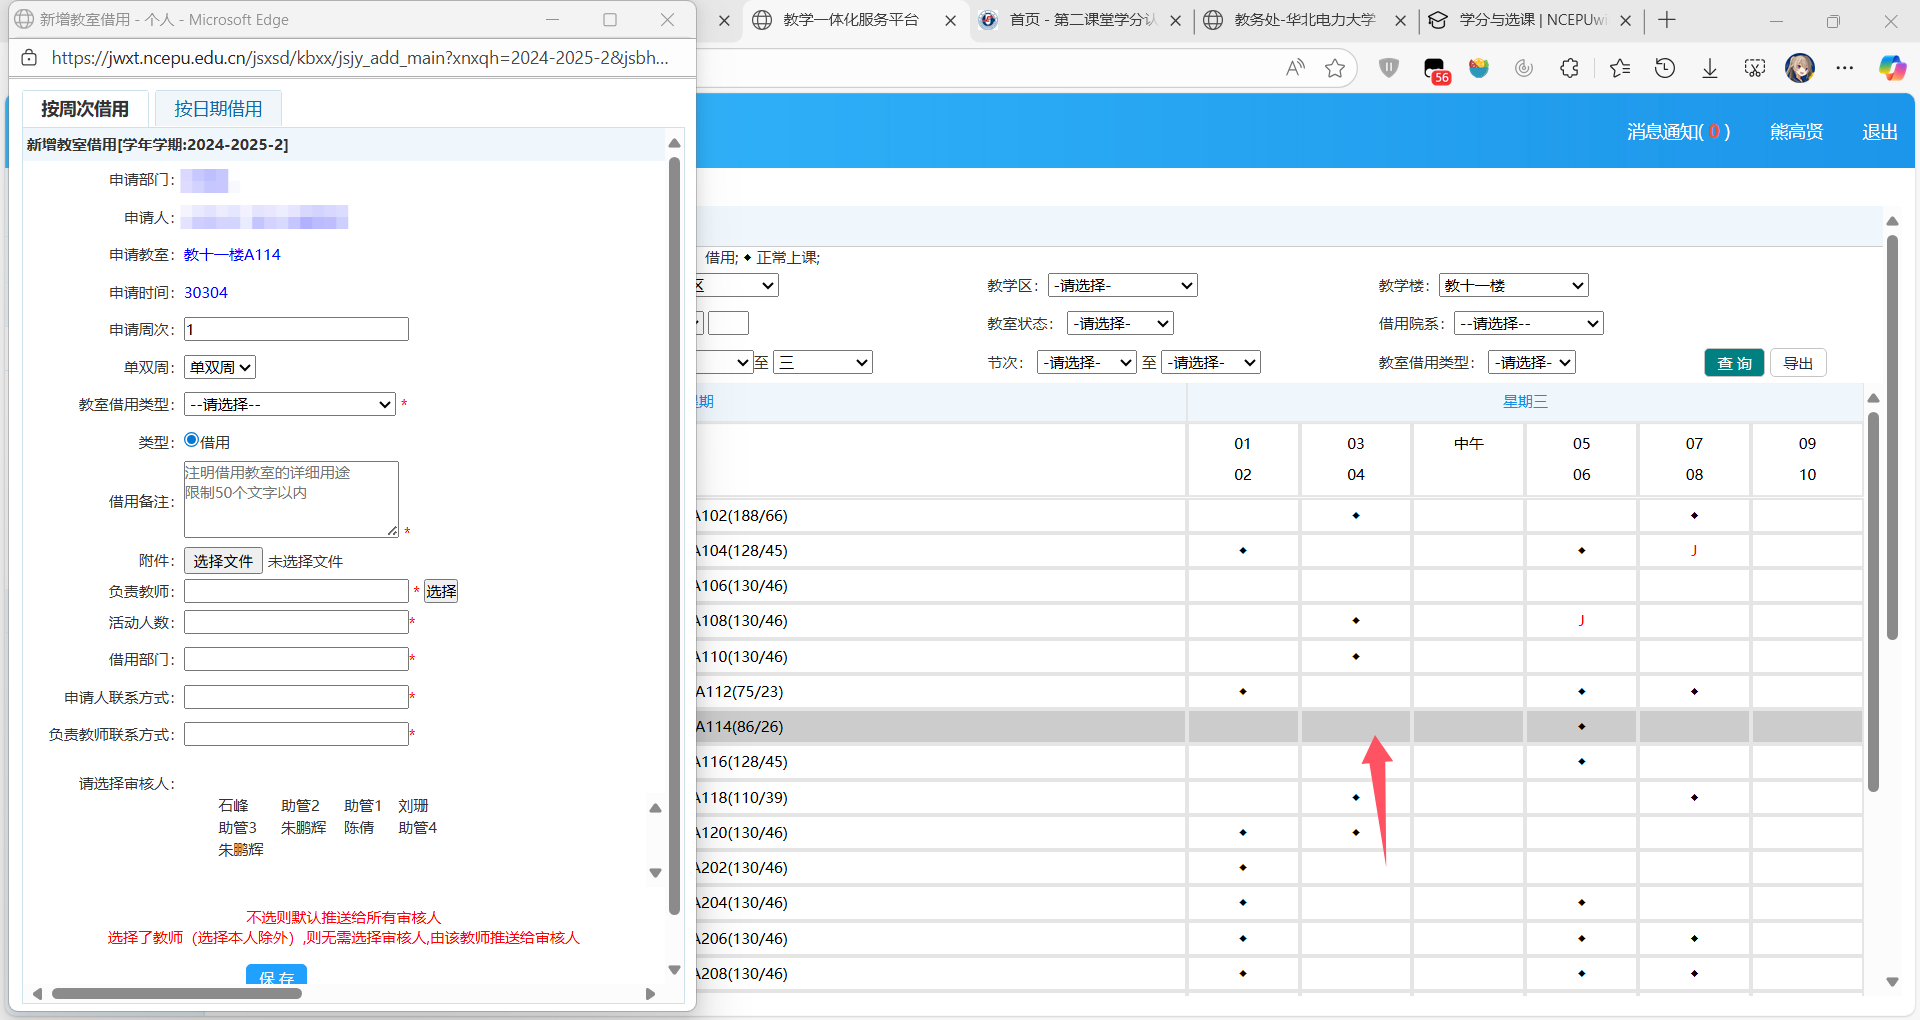 新增教室借用 - 个人 - Microsoft Edge
https://jwxt.ncepu.edu.cn/jsxsd/kbxx/jsjy_add_main?xnxqh=2024-2025-2&jsbh...
按周次借用 按日期借用
新增教室借用[学年学期:2024-2025-2]
申请部门:
申请人:
申请教室: 教十一楼A114
申请时间: 30304
申请周次: 1
单双周: 单双周
教室借用类型: --请选择-- *
类型: 借用
借用备注: 注明借用教室的详细用途
限制50个文字以内
*
附件: 选择文件 未选择文件
负责教师: * 选择
活动人数: *
借用部门: *
申请人联系方式: *
负责教师联系方式: *
请选择审核人:
石峰 助管2 助管1 刘珊
助管3 朱鹏辉 陈倩 助管4
朱鹏辉
不选则默认推送给所有审核人
选择了教师（选择本人除外）,则无需选择审核人,由该教师推送给审核人
保 存
教学一体化服务平台 首页 - 第二课堂学分认 教务处-华北电力大学 学分与选课 | NCEPUwi
56
消息通知( 0 ) 熊高贤 退出
借用; ◆ 正常上课;
区 教学区: -请选择- 教学楼: 教十一楼
教室状态: -请选择- 借用院系: --请选择--
至 三 节次: -请选择- 至 -请选择- 教室借用类型: -请选择- 查 询 导出
期 星期三
01 03 中午 05 07 09
02 04 06 08 10
A102(188/66) ◆ ◆
A104(128/45) ◆ ◆ J
A106(130/46)
A108(130/46) ◆ J
A110(130/46) ◆
A112(75/23) ◆ ◆ ◆
A114(86/26) ◆
A116(128/45) ◆
A118(110/39) ◆ ◆
A120(130/46) ◆ ◆
A202(130/46) ◆
A204(130/46) ◆ ◆
A206(130/46) ◆ ◆ ◆
A208(130/46) ◆ ◆ ◆